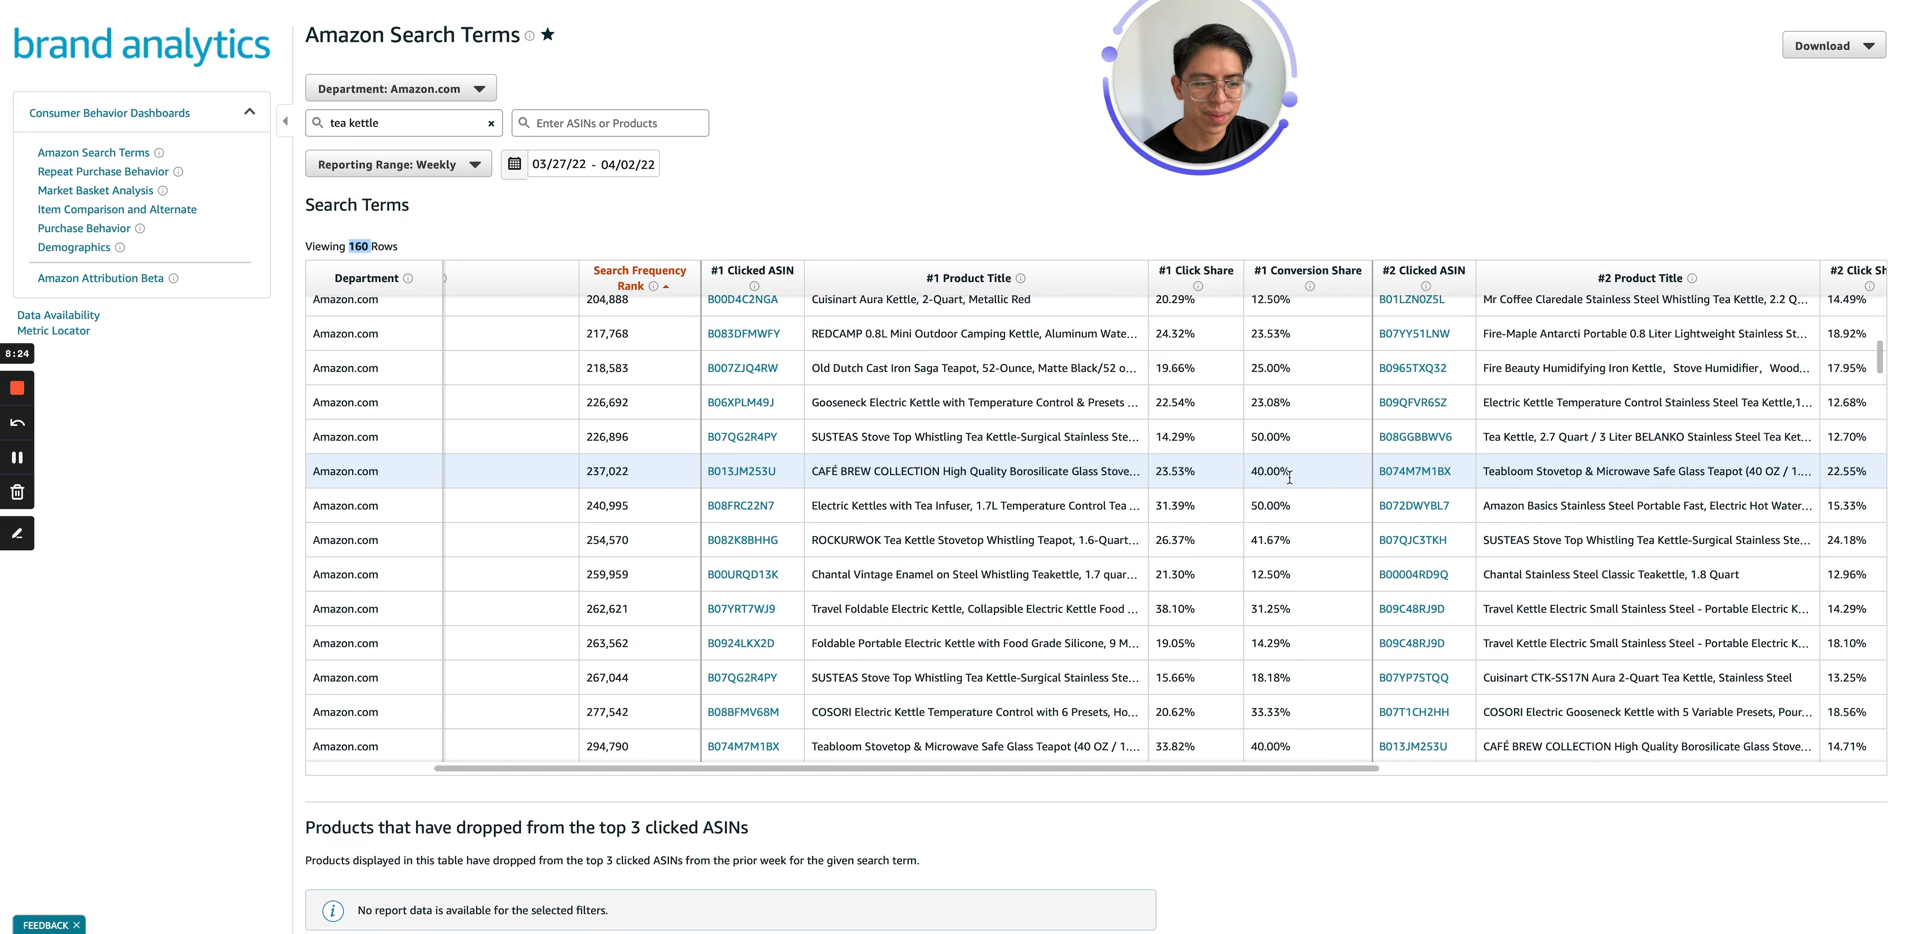 brand analytics
Amazon Search Terms
Download
Department: Amazon.com
Consumer Behavior Dashboards
tea kettle × Enter ASINs or Products
Amazon Search Terms
Repeat Purchase Behavior
Market Basket Analysis
Item Comparison and Alternate
Purchase Behavior
Demographics
Amazon Attribution Beta
Data Availability
Metric Locator
Reporting Range: Weekly 03/27/22 - 04/02/22
Search Terms
Viewing 160 Rows
Department Search Frequency Rank #1 Clicked ASIN #1 Product Title #1 Click Share #1 Conversion Share #2 Clicked ASIN #2 Product Title #2 Click Sh
Amazon.com 204,888 B00D4C2NGA Cuisinart Aura Kettle, 2-Quart, Metallic Red 20.29% 12.50% B01LZN0Z5L Mr Coffee Claredale Stainless Steel Whistling Tea Kettle, 2.2 Q... 14.49%
Amazon.com 217,768 B083DFMWFY REDCAMP 0.8L Mini Outdoor Camping Kettle, Aluminum Wate... 24.32% 23.53% B07YY51LNW Fire-Maple Antarcti Portable 0.8 Liter Lightweight Stainless St... 18.92%
Amazon.com 218,583 B007ZJQ4RW Old Dutch Cast Iron Saga Teapot, 52-Ounce, Matte Black/52 o... 19.66% 25.00% B0965TXQ32 Fire Beauty Humidifying Iron Kettle，Stove Humidifier，Wood... 17.95%
Amazon.com 226,692 B06XPLM49J Gooseneck Electric Kettle with Temperature Control & Presets ... 22.54% 23.08% B09QFVR6SZ Electric Kettle Temperature Control Stainless Steel Tea Kettle,1... 12.68%
Amazon.com 226,896 B07QG2R4PY SUSTEAS Stove Top Whistling Tea Kettle-Surgical Stainless Ste... 14.29% 50.00% B08GGBBWV6 Tea Kettle, 2.7 Quart / 3 Liter BELANKO Stainless Steel Tea Ket... 12.70%
Amazon.com 237,022 B013JM253U CAFÉ BREW COLLECTION High Quality Borosilicate Glass Stove... 23.53% 40.00% B074M7M1BX Teabloom Stovetop & Microwave Safe Glass Teapot (40 OZ / 1.... 22.55%
Amazon.com 240,995 B08FRC22N7 Electric Kettles with Tea Infuser, 1.7L Temperature Control Tea ... 31.39% 50.00% B072DWYBL7 Amazon Basics Stainless Steel Portable Fast, Electric Hot Water... 15.33%
Amazon.com 254,570 B082K8BHHG ROCKURWOK Tea Kettle Stovetop Whistling Teapot, 1.6-Quart... 26.37% 41.67% B07QJC3TKH SUSTEAS Stove Top Whistling Tea Kettle-Surgical Stainless Ste... 24.18%
Amazon.com 259,959 B00URQD13K Chantal Vintage Enamel on Steel Whistling Teakettle, 1.7 quar... 21.30% 12.50% B00004RD9Q Chantal Stainless Steel Classic Teakettle, 1.8 Quart 12.96%
Amazon.com 262,621 B07YRT7WJ9 Travel Foldable Electric Kettle, Collapsible Electric Kettle Food ... 38.10% 31.25% B09C48RJ9D Travel Kettle Electric Small Stainless Steel - Portable Electric K... 14.29%
Amazon.com 263,562 B0924LKX2D Foldable Portable Electric Kettle with Food Grade Silicone, 9 M... 19.05% 14.29% B09C48RJ9D Travel Kettle Electric Small Stainless Steel - Portable Electric K... 18.10%
Amazon.com 267,044 B07QG2R4PY SUSTEAS Stove Top Whistling Tea Kettle-Surgical Stainless Ste... 15.66% 18.18% B07YP7STQQ Cuisinart CTK-SS17N Aura 2-Quart Tea Kettle, Stainless Steel 13.25%
Amazon.com 277,542 B08BFMV68M COSORI Electric Kettle Temperature Control with 6 Presets, Ho... 20.62% 33.33% B07T1CH2HH COSORI Electric Gooseneck Kettle with 5 Variable Presets, Pour... 18.56%
Amazon.com 294,790 B074M7M1BX Teabloom Stovetop & Microwave Safe Glass Teapot (40 OZ / 1.... 33.82% 40.00% B013JM253U CAFÉ BREW COLLECTION High Quality Borosilicate Glass Stove... 14.71%
8:24
Products that have dropped from the top 3 clicked ASINs
Products displayed in this table have dropped from the top 3 clicked ASINs from the prior week for the given search term.
No report data is available for the selected filters.
FEEDBACK ×